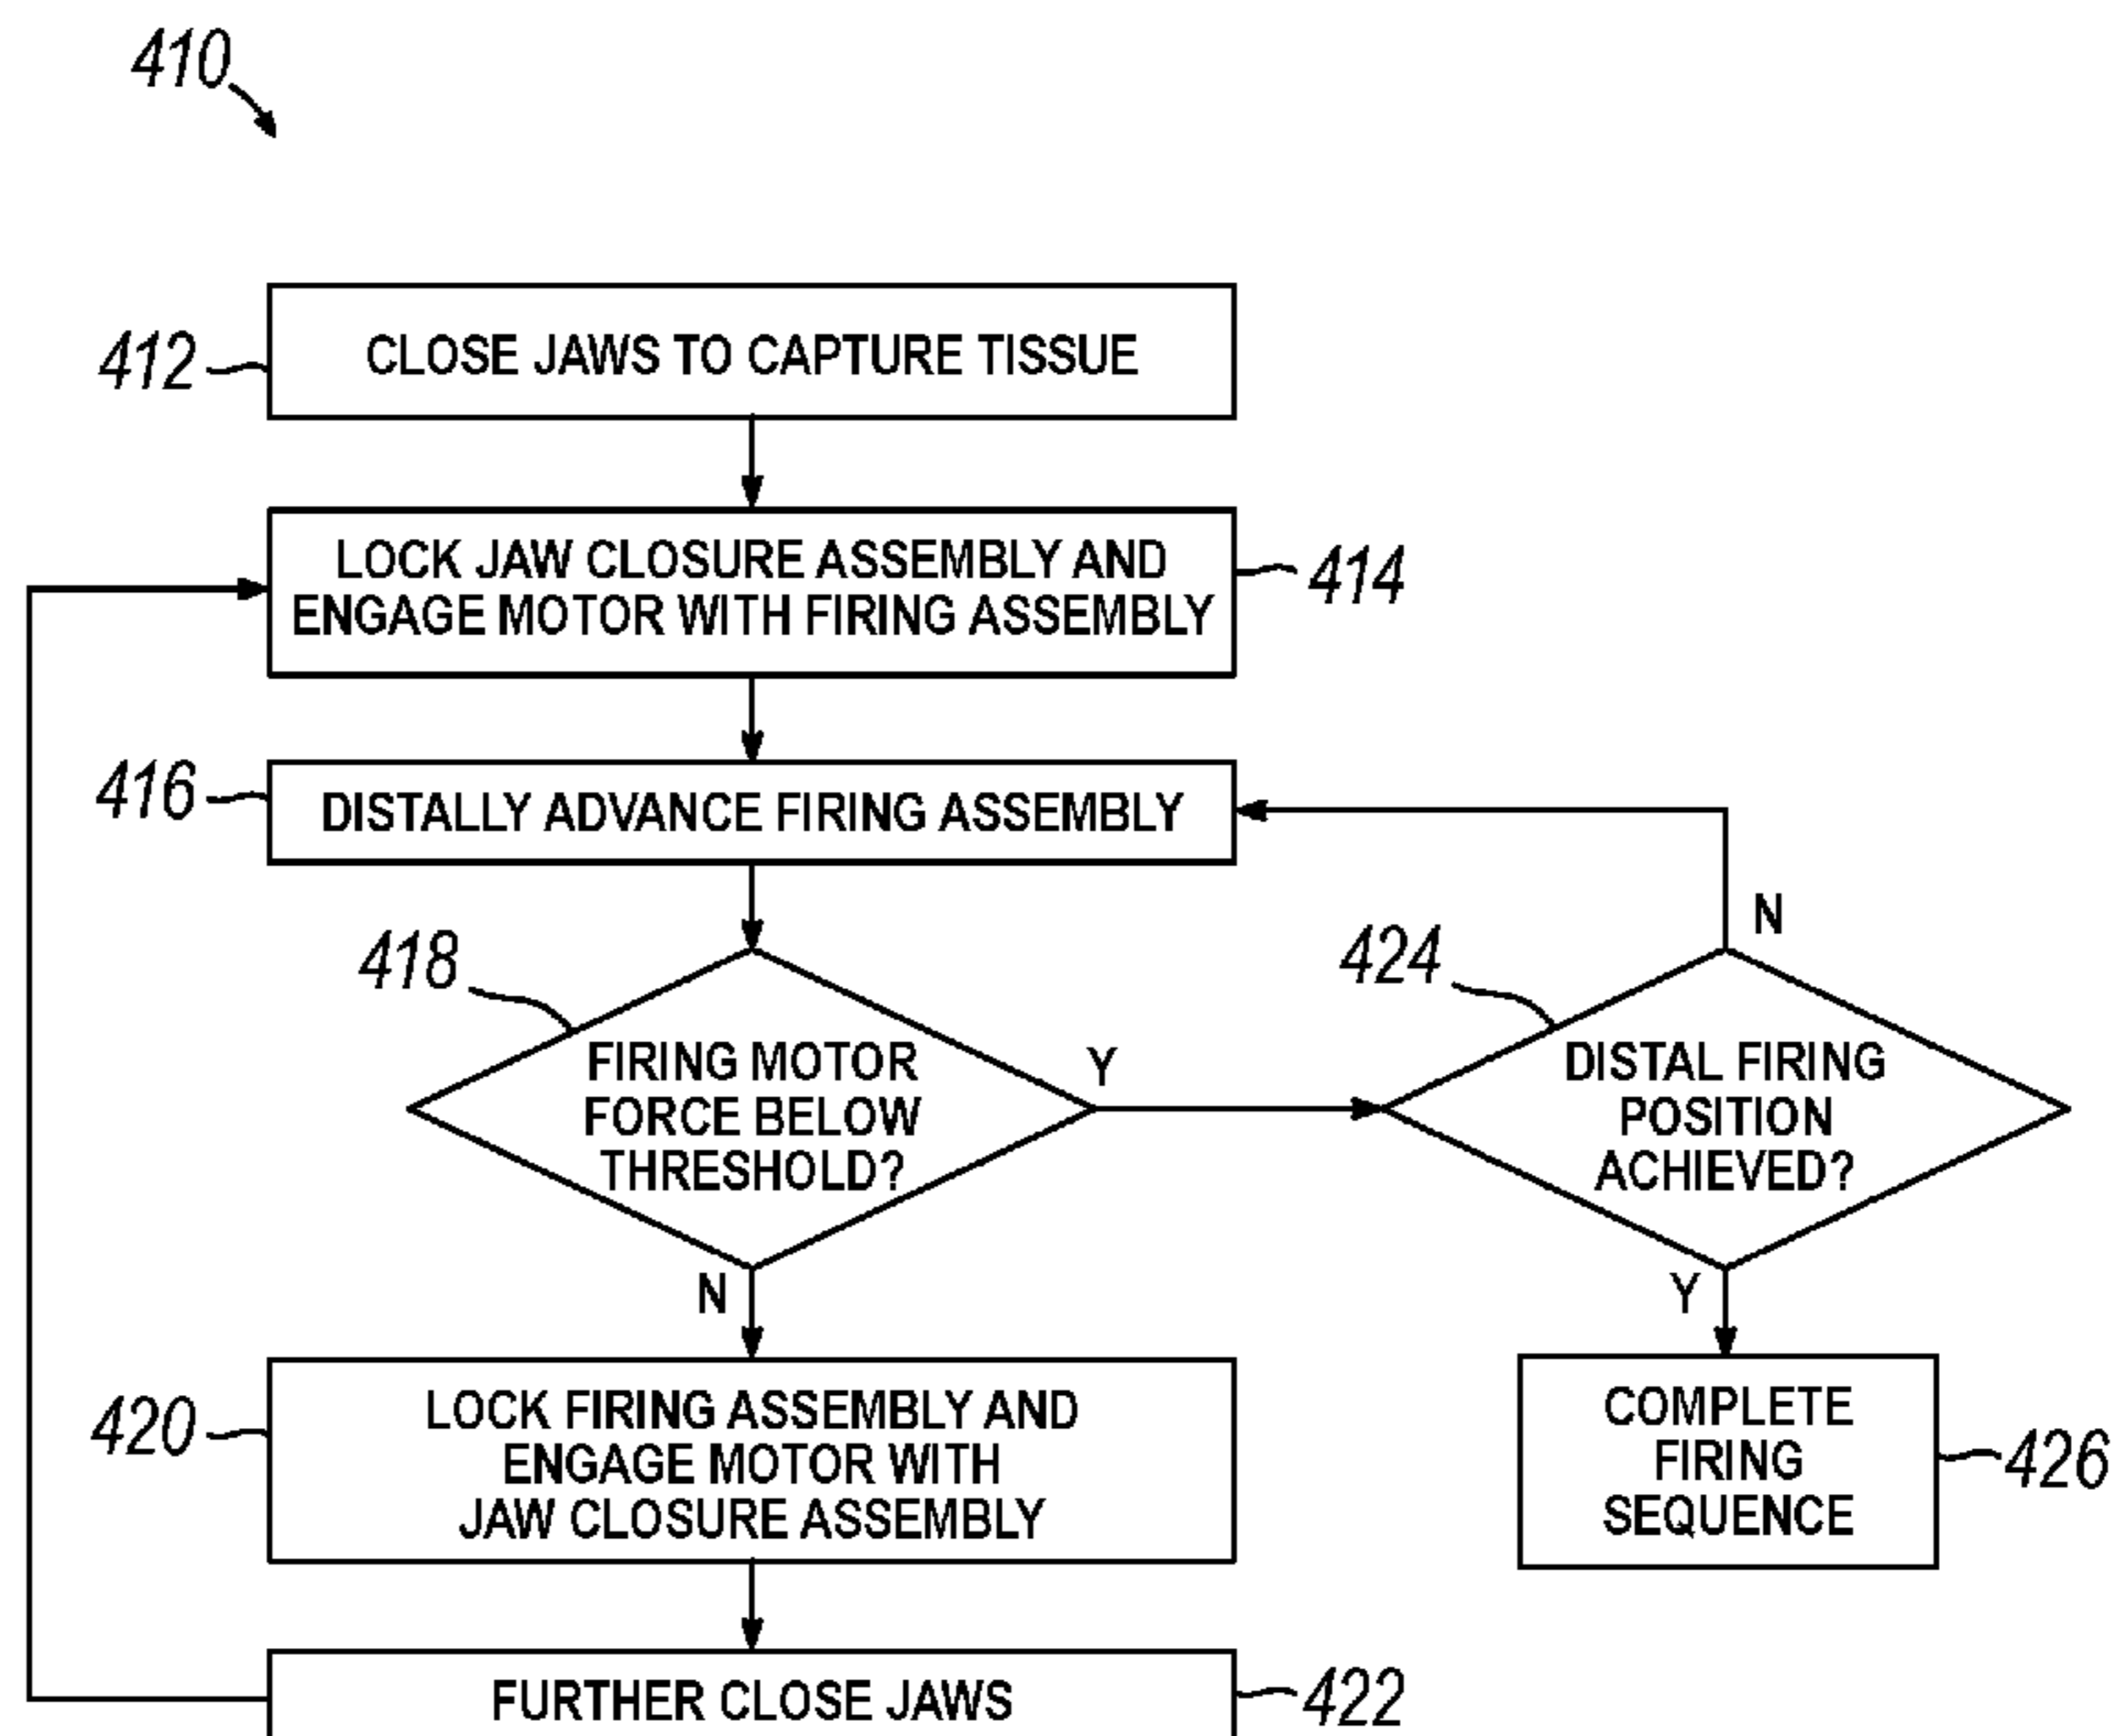 410
412
CLOSE JAWS TO CAPTURE TISSUE
LOCK JAW CLOSURE ASSEMBLY AND
ENGAGE MOTOR WITH FIRING ASSEMBLY
414
416
DISTALLY ADVANCE FIRING ASSEMBLY
418
FIRING MOTOR
FORCE BELOW
THRESHOLD?
Y
N
424
N
DISTAL FIRING
POSITION
ACHIEVED?
Y
420
LOCK FIRING ASSEMBLY AND
ENGAGE MOTOR WITH
JAW CLOSURE ASSEMBLY
COMPLETE
FIRING
SEQUENCE
426
FURTHER CLOSE JAWS
422